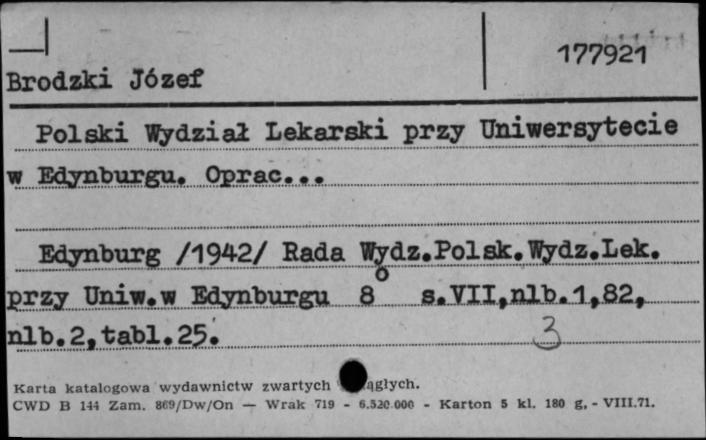 177921
Brodzki Józef
Polski Wydział Lekarski przy Uniwersytecie
w Edynburgu. Oprac...
Edynburg /1942/ Rada Wydz.Polsk.Wydz.Lek.
przy Uniw.w Edynburgu 8° s.VII,nlb.1,82,
nlb.2,tabl.25.
3
Karta katalogowa wydawnictw zwartych
CWD B 144 Zam. 869/Dw/On — Wrak 719 - 6.520.000 - Karton 5 kl. 180 g. - VIII.71.